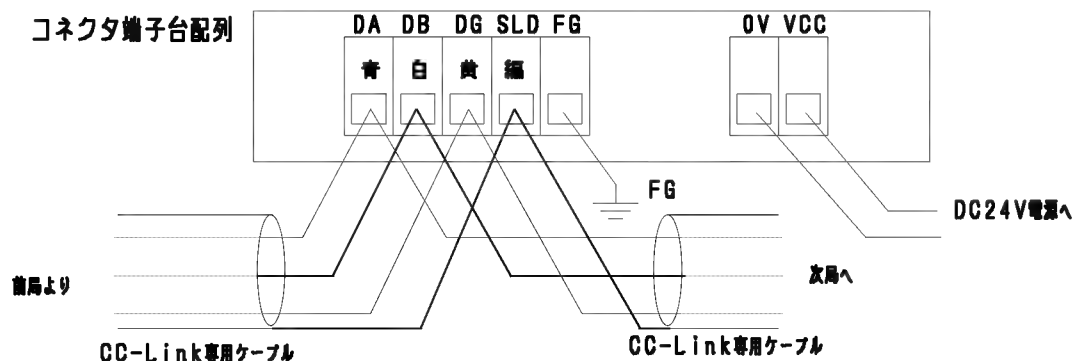 コネクタ端子台配列
DA DB DG SLD FG
0V VCC
青 白 黄 編
FG
DC24V電源へ
前局より
次局へ
CC-Link専用ケーブル
CC-Link専用ケーブル